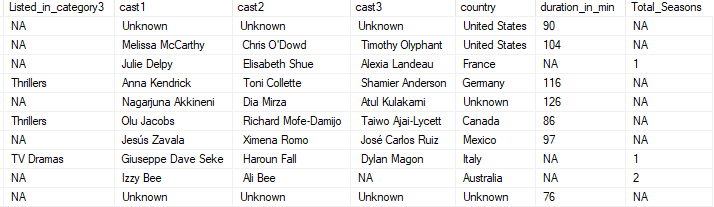 Listed_in_category3 cast1 cast2 cast3 country duration_in_min Total_Seasons
NA Unknown Unknown Unknown United States 90 NA
NA Melissa McCarthy Chris O'Dowd Timothy Olyphant United States 104 NA
NA Julie Delpy Elisabeth Shue Alexia Landeau France NA 1
Thrillers Anna Kendrick Toni Collette Shamier Anderson Germany 116 NA
NA Nagarjuna Akkineni Dia Mirza Atul Kulakami Unknown 126 NA
Thrillers Olu Jacobs Richard Mofe-Damijo Taiwo Ajai-Lycett Canada 86 NA
NA Jesús Zavala Ximena Romo José Carlos Ruiz Mexico 97 NA
TV Dramas Giuseppe Dave Seke Haroun Fall Dylan Magon Italy NA 1
NA Izzy Bee Ali Bee NA Australia NA 2
NA Unknown Unknown Unknown Unknown 76 NA